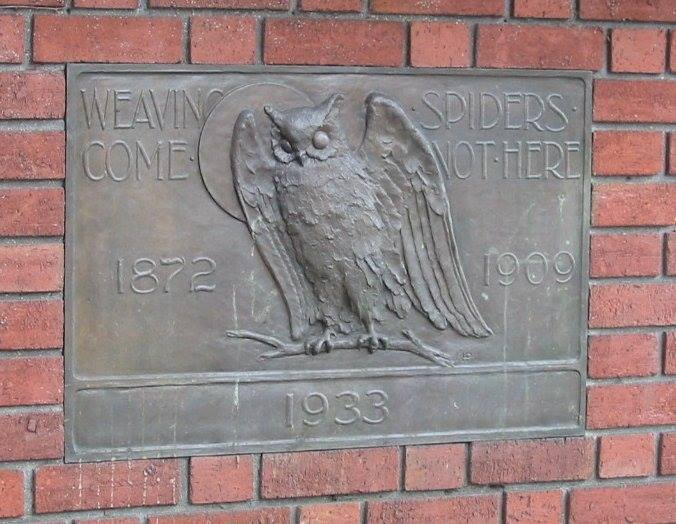 WEAVING SPIDERS·
COME· NOT·HERE
1872 1909
1933